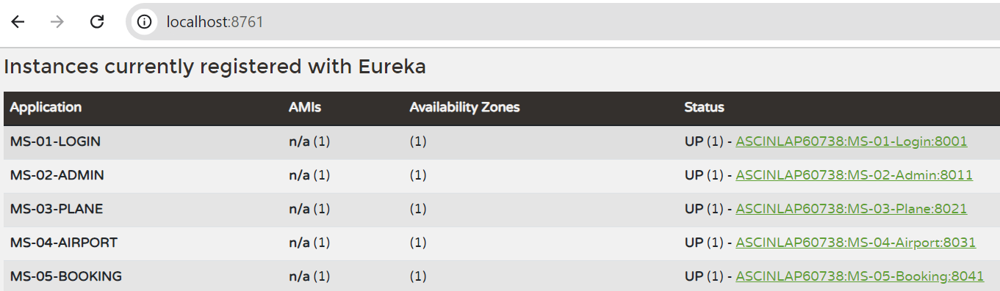 localhost:8761
Instances currently registered with Eureka
Application AMIs Availability Zones Status
MS-01-LOGIN n/a (1) (1) UP (1) - ASCINLAP60738:MS-01-Login:8001
MS-02-ADMIN n/a (1) (1) UP (1) - ASCINLAP60738:MS-02-Admin:8011
MS-03-PLANE n/a (1) (1) UP (1) - ASCINLAP60738:MS-03-Plane:8021
MS-04-AIRPORT n/a (1) (1) UP (1) - ASCINLAP60738:MS-04-Airport:8031
MS-05-BOOKING n/a (1) (1) UP (1) - ASCINLAP60738:MS-05-Booking:8041